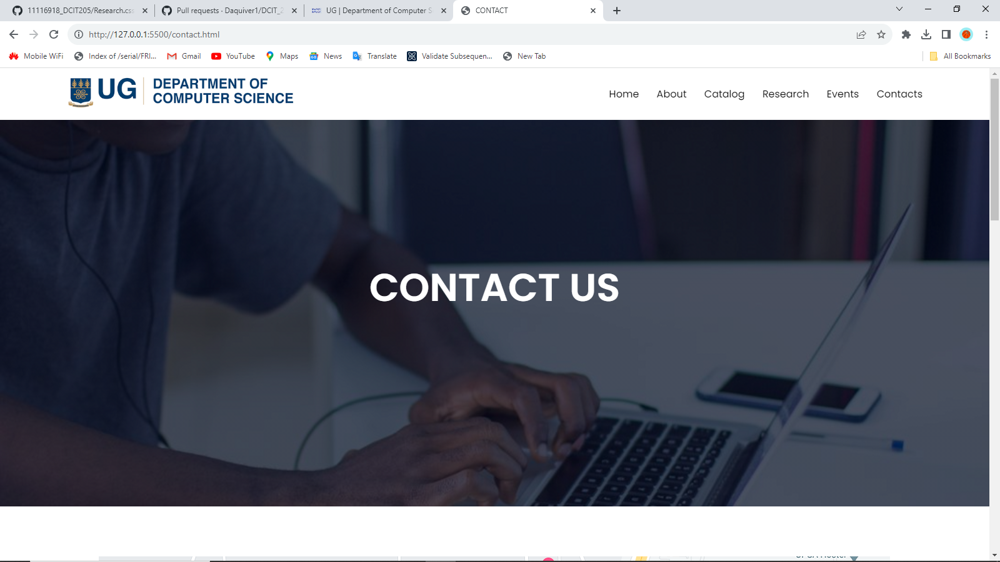 11116918_DCIT205/Research.css
Pull requests · Daquiver1/DCIT_2
UG | Department of Computer S
CONTACT
http://127.0.0.1:5500/contact.html
Mobile WiFi
Index of /serial/FRI...
Gmail
YouTube
Maps
News
Translate
Validate Subsequen...
New Tab
All Bookmarks
UG
DEPARTMENT OF
COMPUTER SCIENCE
Home
About
Catalog
Research
Events
Contacts
CONTACT US